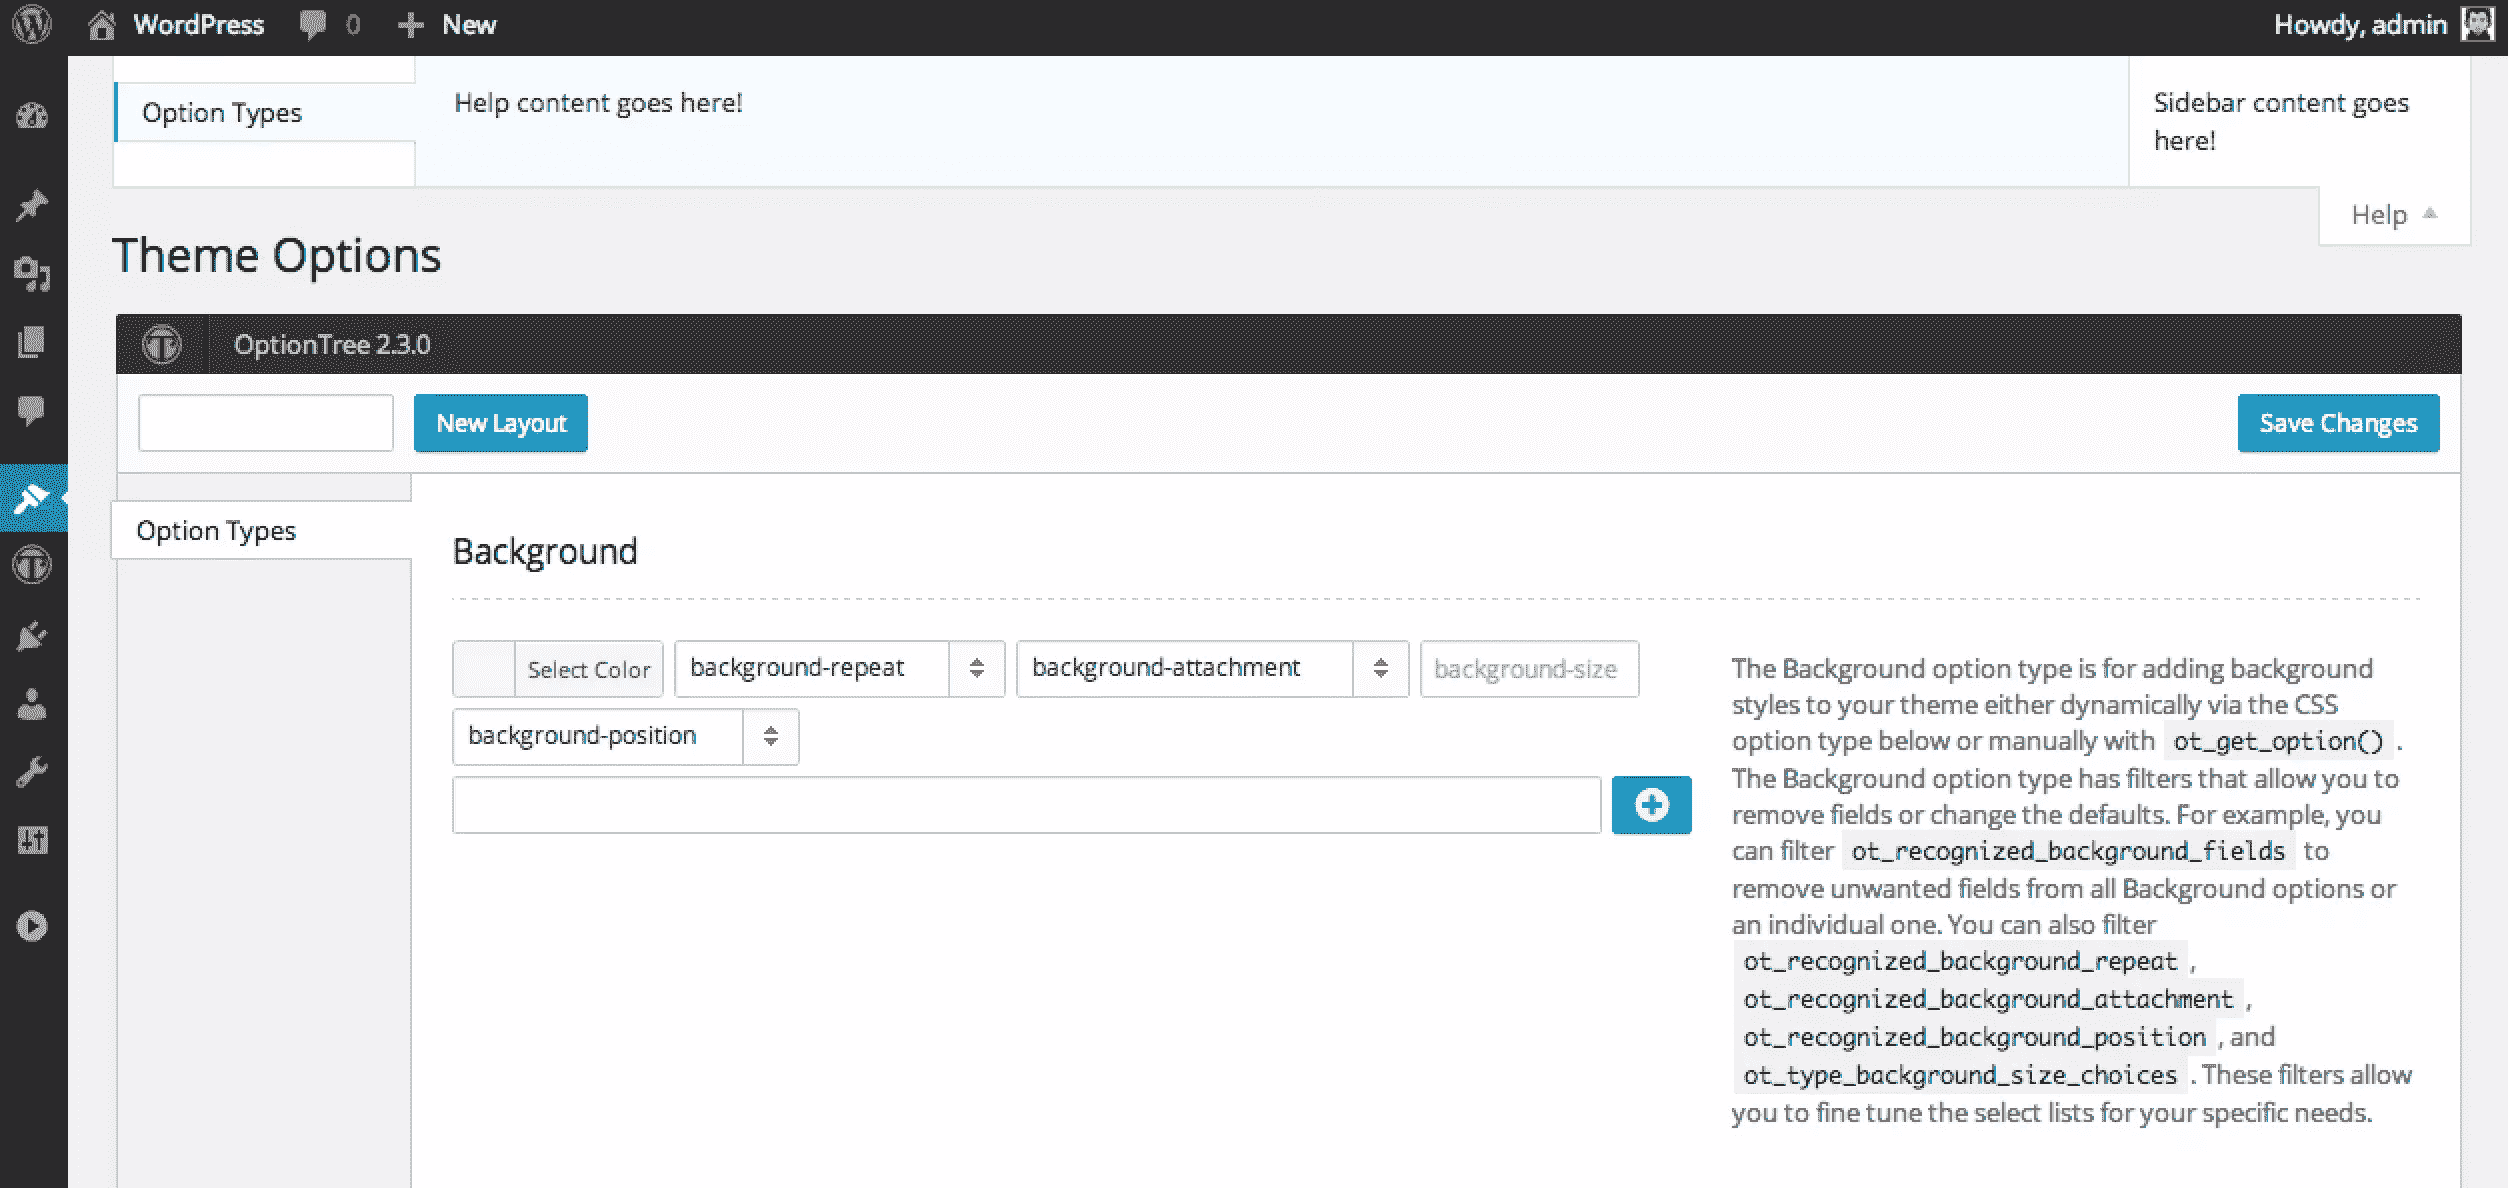 WordPress 0 New Howdy, admin
Option Types
Help content goes here!
Sidebar content goes
here!
Help
Theme Options
OptionTree 2.3.0
New Layout
Save Changes
Option Types
Background
Select Color
background-repeat
background-attachment
background-size
background-position
The Background option type is for adding background
styles to your theme either dynamically via the CSS
option type below or manually with ot_get_option() .
The Background option type has filters that allow you to
remove fields or change the defaults. For example, you
can filter ot_recognized_background_fields to
remove unwanted fields from all Background options or
an individual one. You can also filter
ot_recognized_background_repeat ,
ot_recognized_background_attachment ,
ot_recognized_background_position , and
ot_type_background_size_choices . These filters allow
you to fine tune the select lists for your specific needs.